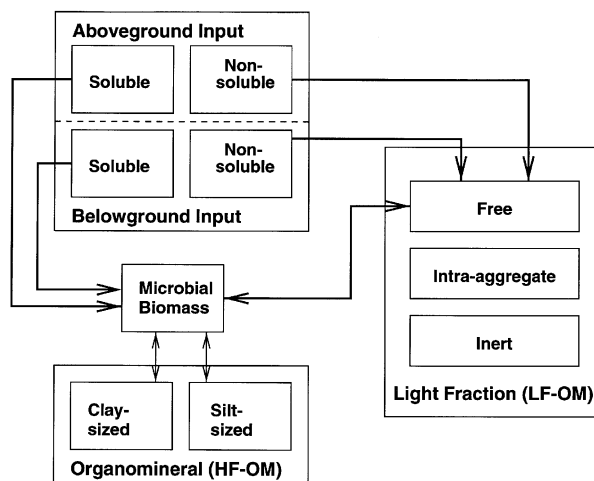 Aboveground Input
Soluble
Non-
soluble
Soluble
Non-
soluble
Belowground Input
Free
Intra-aggregate
Inert
Light Fraction (LF-OM)
Microbial
Biomass
Clay-
sized
Silt-
sized
Organomineral (HF-OM)